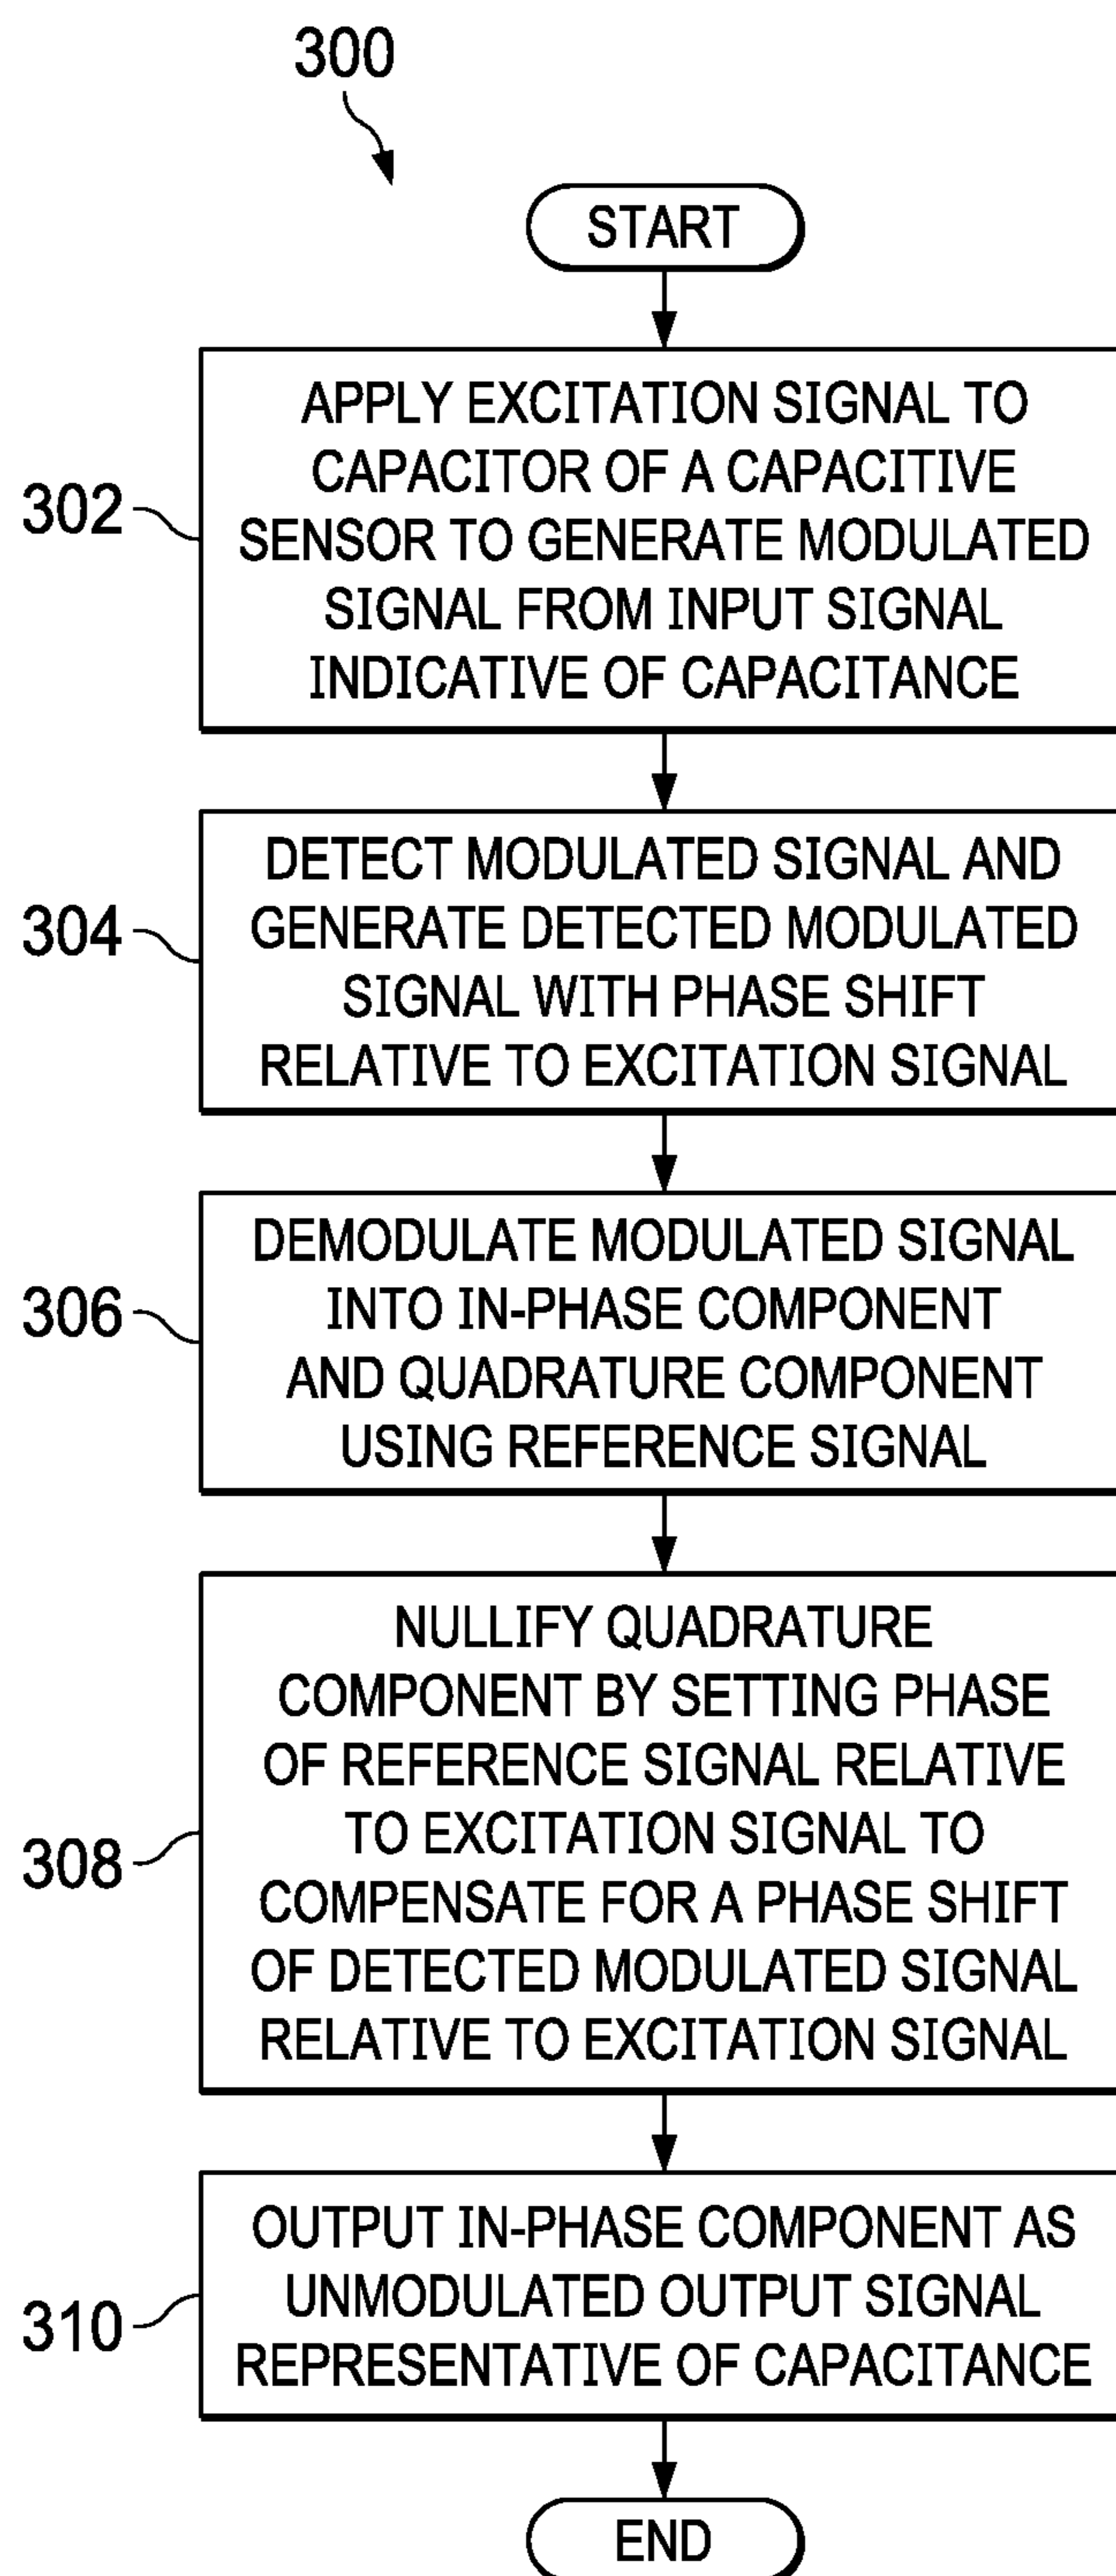 300
START
302
APPLY EXCITATION SIGNAL TO
CAPACITOR OF A CAPACITIVE
SENSOR TO GENERATE MODULATED
SIGNAL FROM INPUT SIGNAL
INDICATIVE OF CAPACITANCE
304
DETECT MODULATED SIGNAL AND
GENERATE DETECTED MODULATED
SIGNAL WITH PHASE SHIFT
RELATIVE TO EXCITATION SIGNAL
306
DEMODULATE MODULATED SIGNAL
INTO IN-PHASE COMPONENT
AND QUADRATURE COMPONENT
USING REFERENCE SIGNAL
308
NULLIFY QUADRATURE
COMPONENT BY SETTING PHASE
OF REFERENCE SIGNAL RELATIVE
TO EXCITATION SIGNAL TO
COMPENSATE FOR A PHASE SHIFT
OF DETECTED MODULATED SIGNAL
RELATIVE TO EXCITATION SIGNAL
310
OUTPUT IN-PHASE COMPONENT AS
UNMODULATED OUTPUT SIGNAL
REPRESENTATIVE OF CAPACITANCE
END